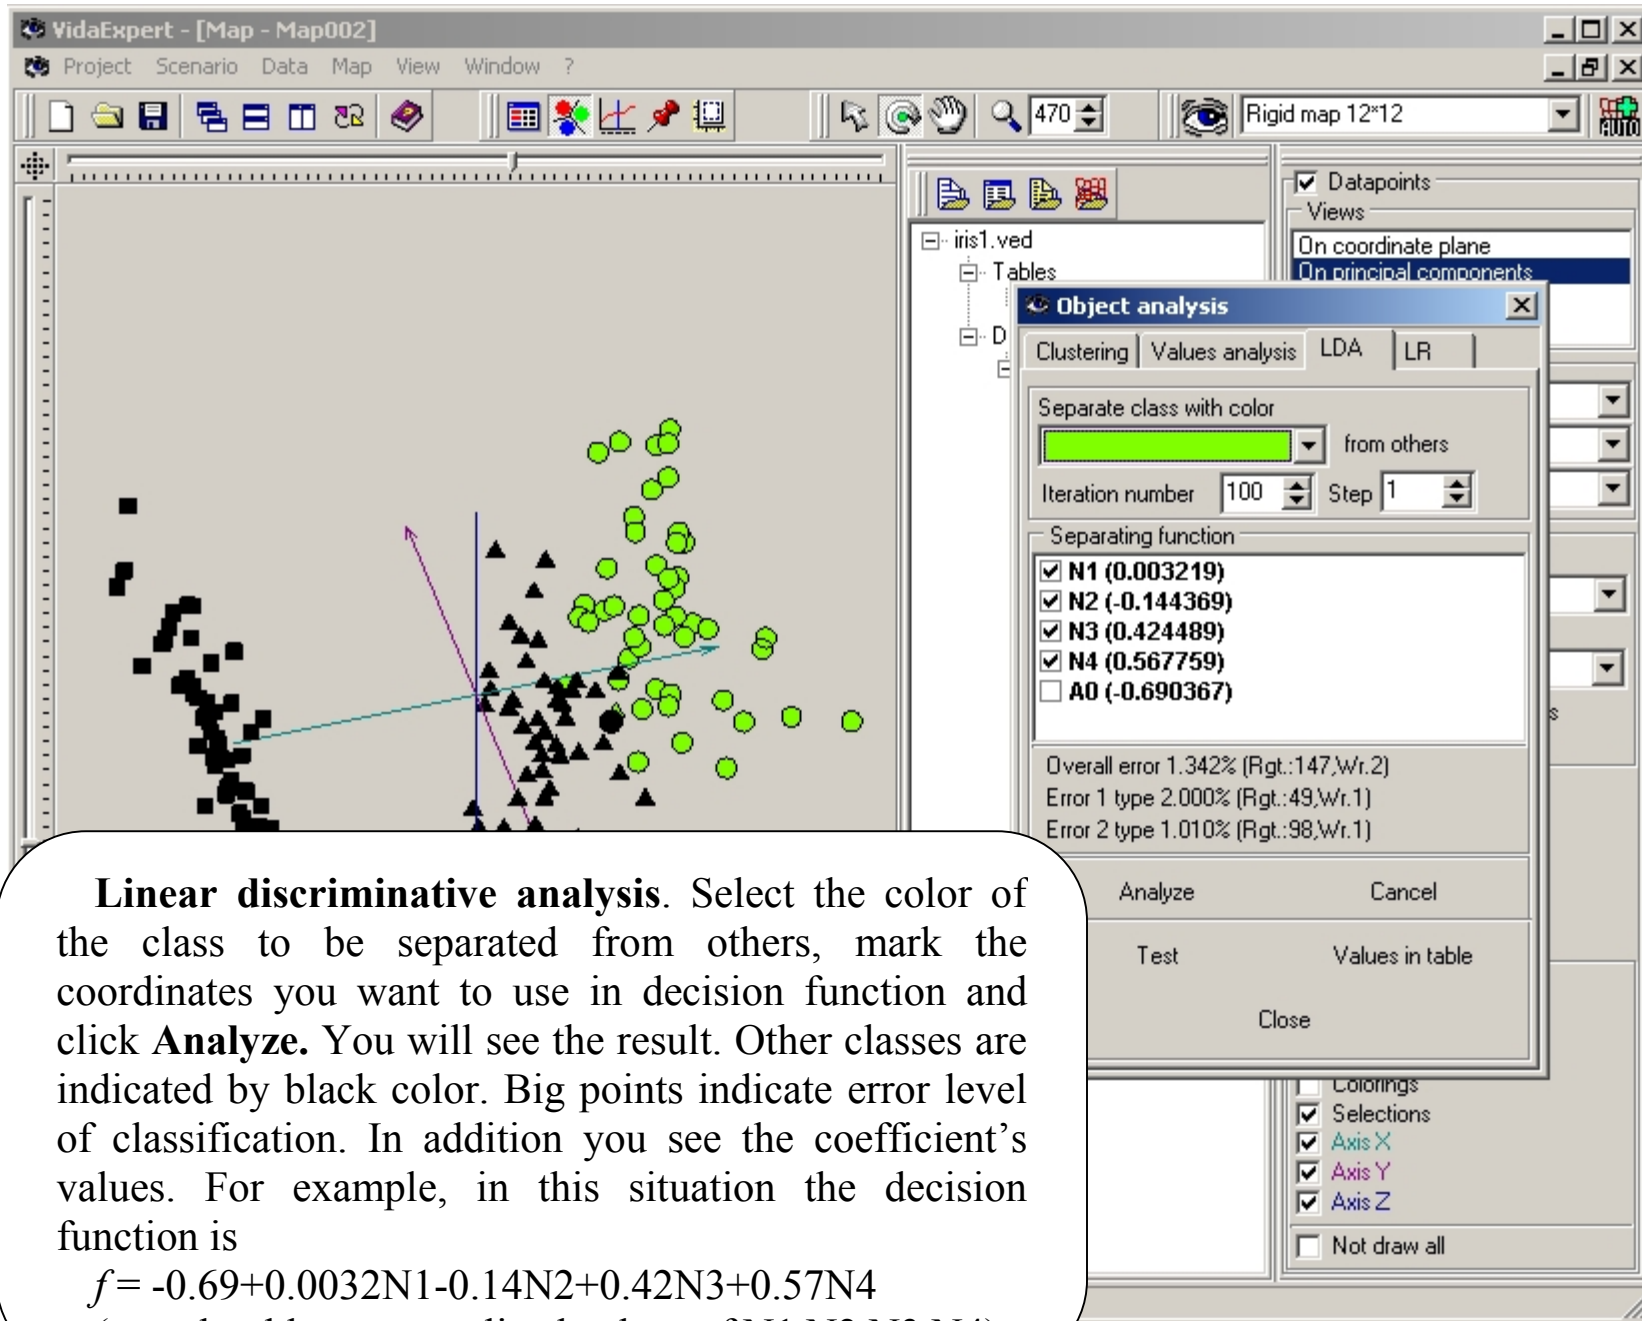 VidaExpert - [Map - Map002]
Project Scenario Data Map View Window ?
470 Rigid map 12*12 AUTO
iris1.ved
Tables
D
Datapoints
Views
On coordinate plane
On principal components
Object analysis
Clustering Values analysis LDA LR
Separate class with color
from others
Iteration number 100 Step 1
Separating function
N1 (0.003219)
N2 (-0.144369)
N3 (0.424489)
N4 (0.567759)
A0 (-0.690367)
s
Overall error 1.342% (Rgt.:147,Wr.2)
Error 1 type 2.000% (Rgt.:49,Wr.1)
Error 2 type 1.010% (Rgt.:98,Wr.1)
Analyze Cancel
Test Values in table
Close
Colorings
Selections
Axis X
Axis Y
Axis Z
Not draw all
Linear discriminative analysis. Select the color of
the class to be separated from others, mark the
coordinates you want to use in decision function and
click Analyze. You will see the result. Other classes are
indicated by black color. Big points indicate error level
of classification. In addition you see the coefficient’s
values. For example, in this situation the decision
function is
f = -0.69+0.0032N1-0.14N2+0.42N3+0.57N4